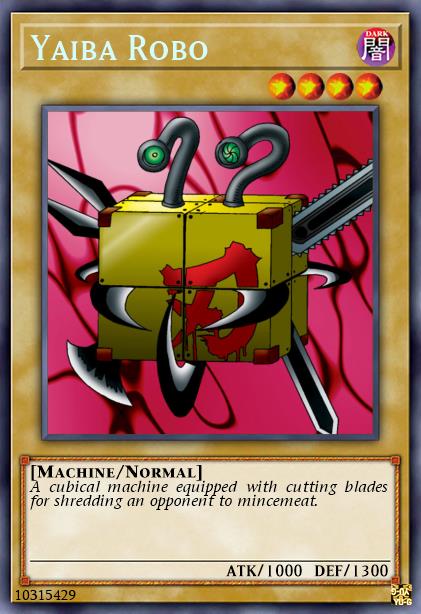 Yaiba Robo
DARK
闇
刃
[Machine/Normal]
A cubical machine equipped with cutting blades
for shredding an opponent to mincemeat.
ATK/1000 DEF/1300
10315429